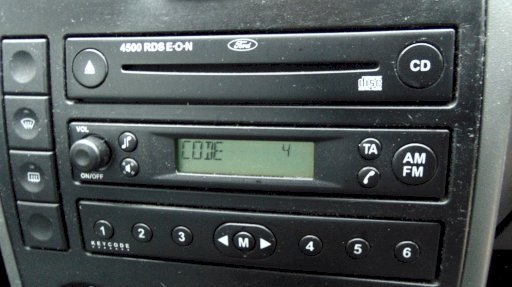 4500 RDS E·O·N
Ford
CD
disc
VOL
CODE 4
TA
AM
FM
ON/OFF
1 2 3 M 4 5 6
KEYCODE